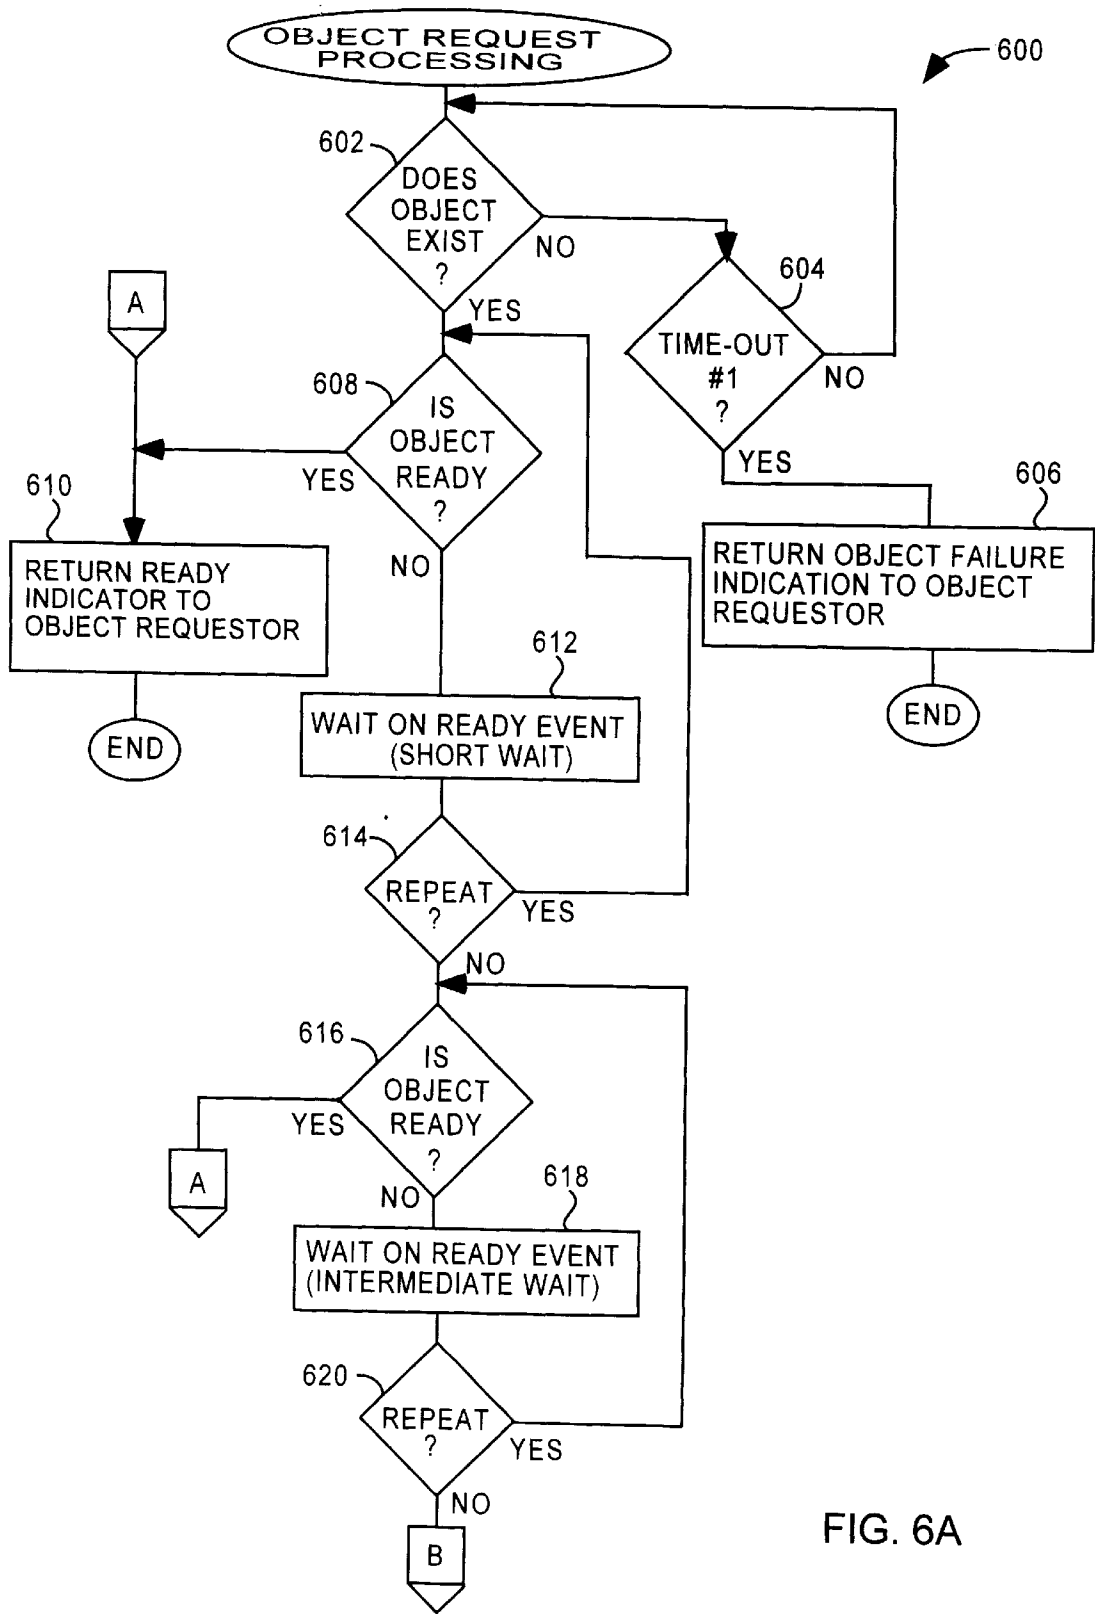 OBJECT REQUEST
PROCESSING
600
602
DOES
OBJECT
EXIST
?
NO
YES
604
TIME-OUT
#1
?
NO
YES
A
608
IS
OBJECT
READY
?
YES
NO
610
RETURN READY
INDICATOR TO
OBJECT REQUESTOR
END
606
RETURN OBJECT FAILURE
INDICATION TO OBJECT
REQUESTOR
END
612
WAIT ON READY EVENT
(SHORT WAIT)
614
REPEAT
?
YES
NO
616
IS
OBJECT
READY
?
YES
NO
A
618
WAIT ON READY EVENT
(INTERMEDIATE WAIT)
620
REPEAT
?
YES
NO
B
FIG. 6A